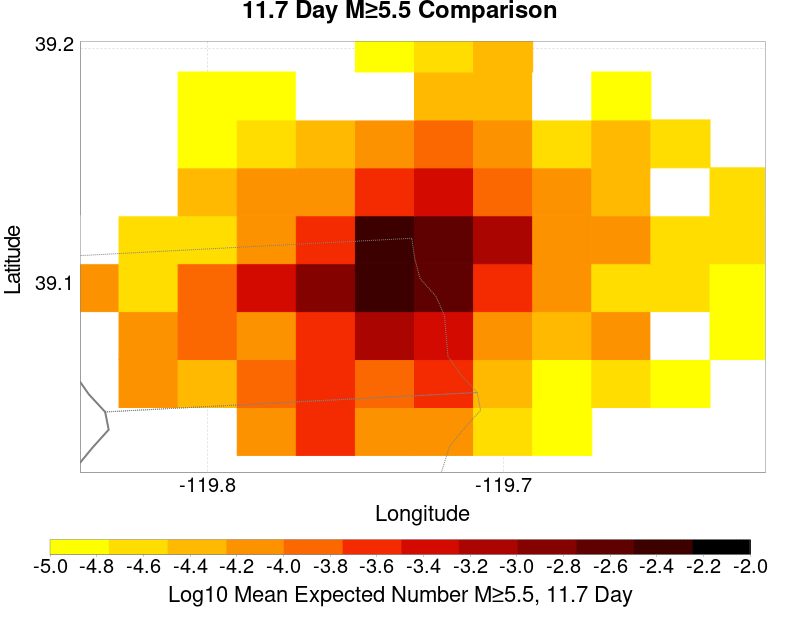 11.7 Day M≥5.5 Comparison
39.2
39.1
Latitude
-119.8 -119.7
Longitude
-5.0 -4.8 -4.6 -4.4 -4.2 -4.0 -3.8 -3.6 -3.4 -3.2 -3.0 -2.8 -2.6 -2.4 -2.2 -2.0
Log10 Mean Expected Number M≥5.5, 11.7 Day